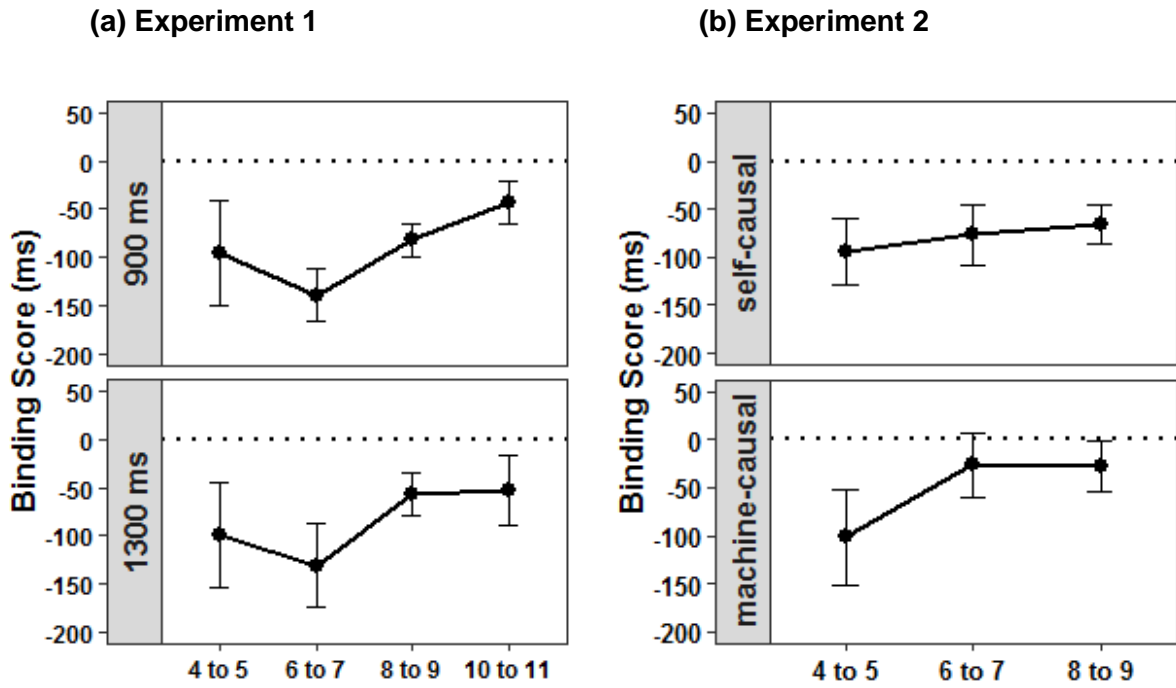 (a) Experiment 1
(b) Experiment 2
Binding Score (ms)
900 ms
50
0
-50
-100
-150
-200
1300 ms
50
0
-50
-100
-150
-200
4 to 5 6 to 7 8 to 9 10 to 11
Binding Score (ms)
self-causal
50
0
-50
-100
-150
-200
machine-causal
50
0
-50
-100
-150
-200
4 to 5 6 to 7 8 to 9